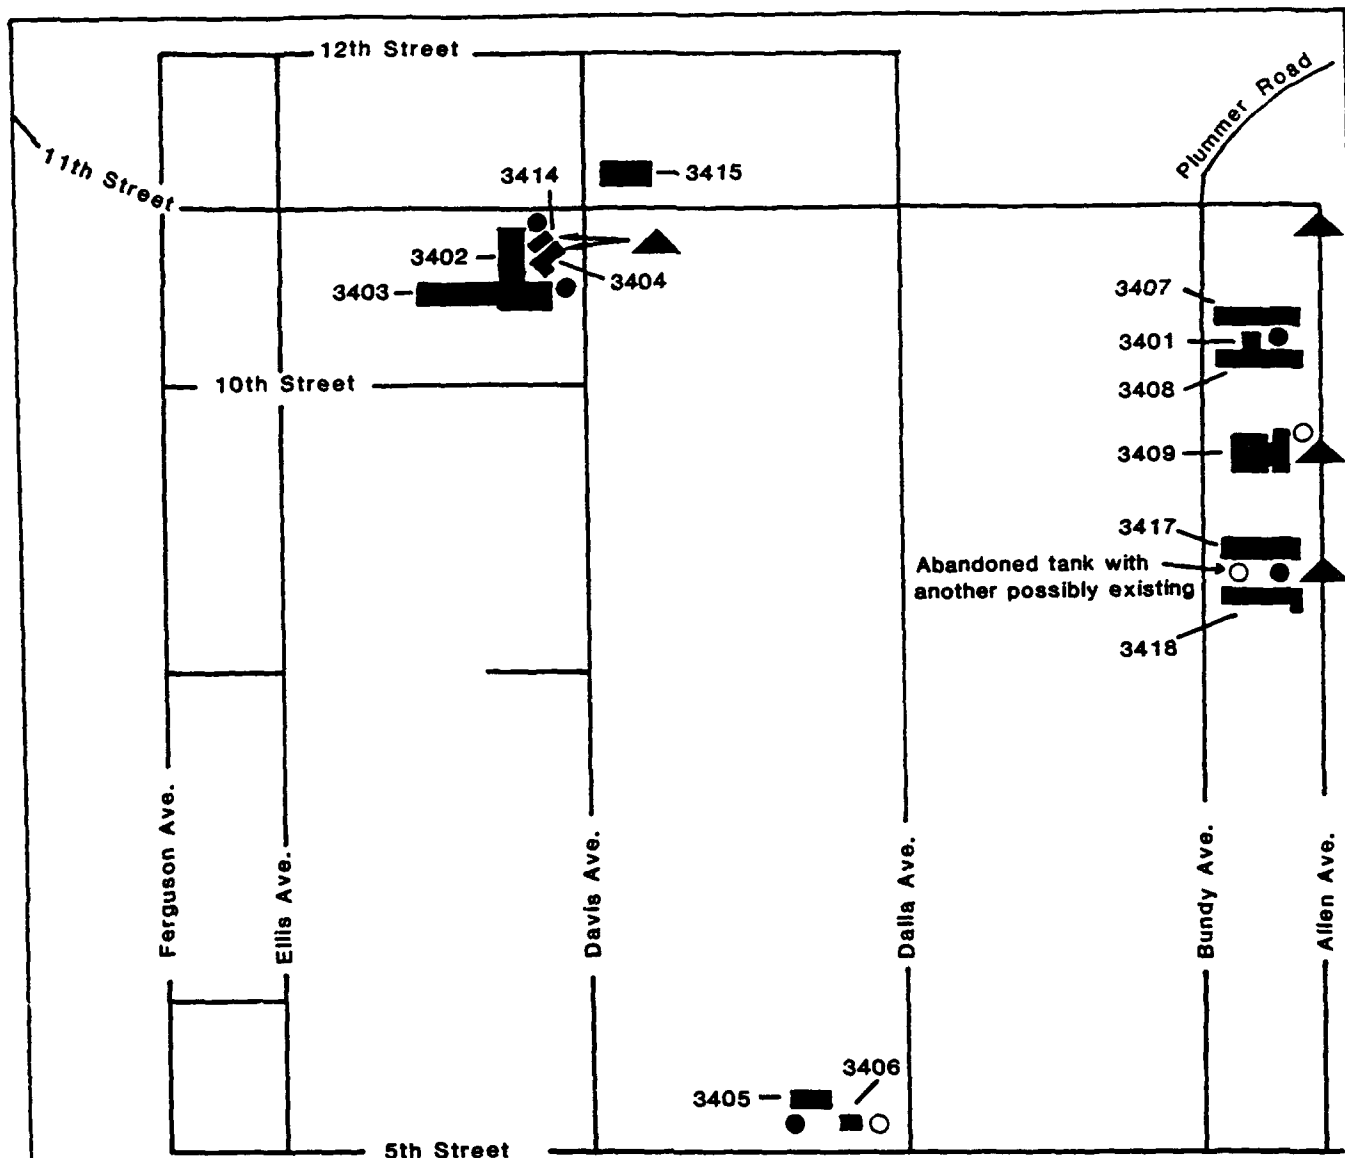 12th Street
Plummer Road
11th Street
3414
3415
3402
3404
3403
3407
3401
10th Street
3408
3409
3417
Abandoned tank with
another possibly existing
3418
Ferguson Ave.
Ellis Ave.
Davis Ave.
Dalla Ave.
Bundy Ave.
Allen Ave.
3406
3405
5th Street